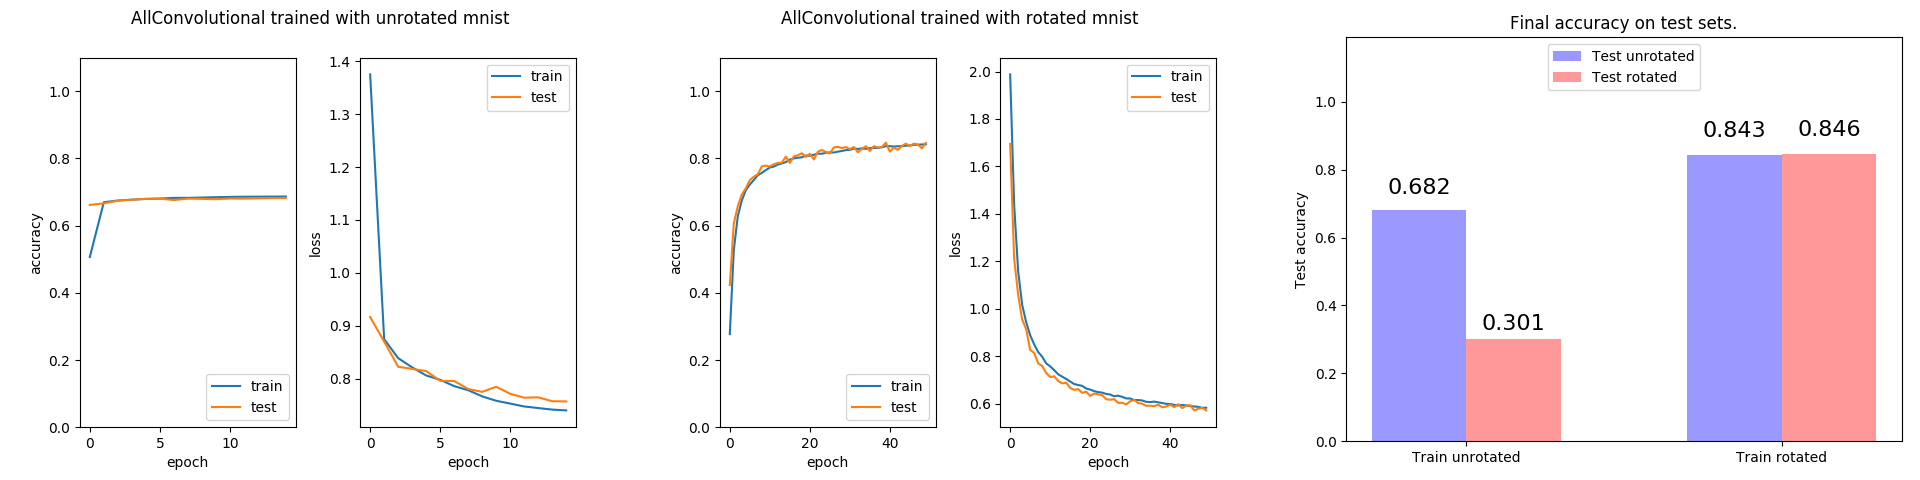 AllConvolutional trained with unrotated mnist
accuracy
1.0
0.8
0.6
0.4
0.2
0.0
0 5 10
epoch
train
test
loss
1.4
1.3
1.2
1.1
1.0
0.9
0.8
0 5 10
epoch
train
test
AllConvolutional trained with rotated mnist
accuracy
1.0
0.8
0.6
0.4
0.2
0.0
0 20 40
epoch
train
test
loss
2.0
1.8
1.6
1.4
1.2
1.0
0.8
0.6
0 20 40
epoch
train
test
Final accuracy on test sets.
Test unrotated
Test rotated
Test accuracy
1.0
0.8
0.6
0.4
0.2
0.0
0.682
0.301
0.843
0.846
Train unrotated
Train rotated